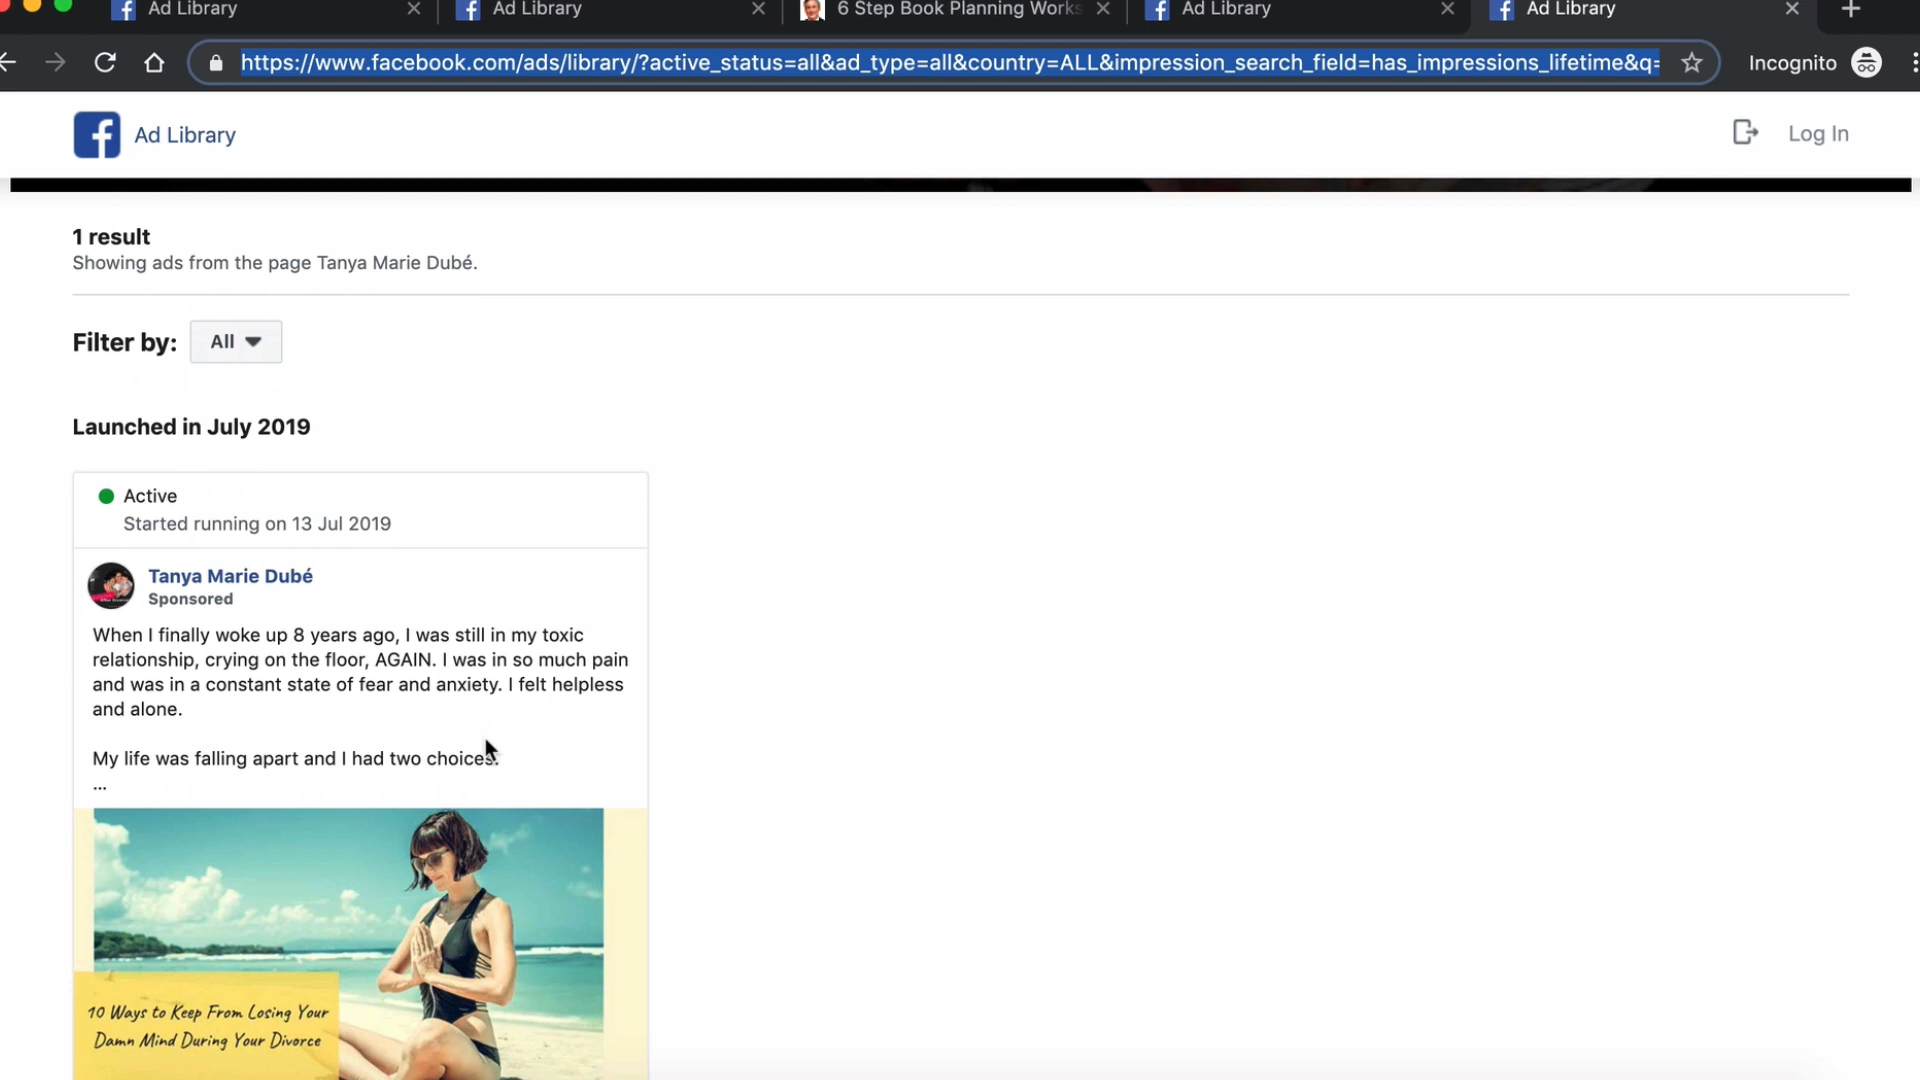 Ad Library
Ad Library
6 Step Book Planning Works
Ad Library
Ad Library
https://www.facebook.com/ads/library/?active_status=all&ad_type=all&country=ALL&impression_search_field=has_impressions_lifetime&q=
Incognito
Ad Library
Log In
1 result
Showing ads from the page Tanya Marie Dubé.
Filter by:
All
Launched in July 2019
Active
Started running on 13 Jul 2019
Tanya Marie Dubé
Sponsored
When I finally woke up 8 years ago, I was still in my toxic
relationship, crying on the floor, AGAIN. I was in so much pain
and was in a constant state of fear and anxiety. I felt helpless
and alone.
My life was falling apart and I had two choices.
...
10 Ways to Keep From Losing Your
Damn Mind During Your Divorce